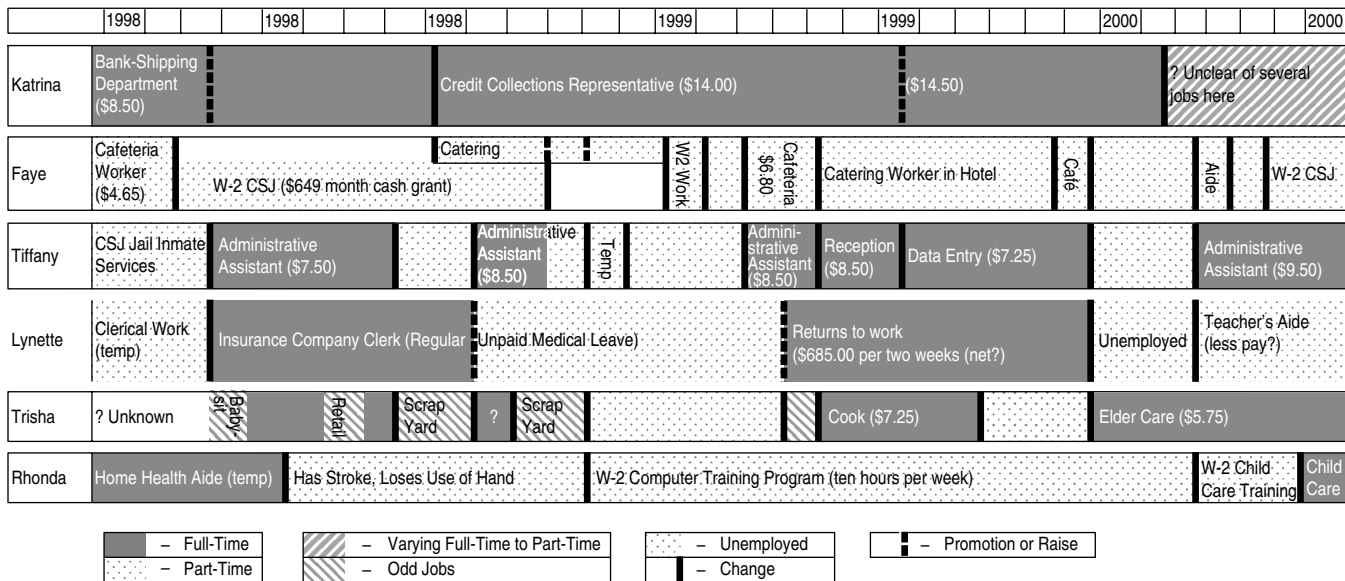 1998 1998 1998 1999 1999 2000 2000
Katrina
Bank-Shipping
Department
($8.50)
Credit Collections Representative ($14.00)
($14.50)
? Unclear of several
jobs here
Faye
Cafeteria
Worker
($4.65)
W-2 CSJ ($649 month cash grant)
Catering
W2 Work
Cafeteria
$6.80
Catering Worker in Hotel
Café
Aide
W-2 CSJ
Tiffany
CSJ Jail Inmate
Services
Administrative
Assistant ($7.50)
Administrative
Assistant
($8.50)
Temp
Admini-
strative
Assistant
($8.50)
Reception
($8.50)
Data Entry ($7.25)
Administrative
Assistant ($9.50)
Lynette
Clerical Work
(temp)
Insurance Company Clerk (Regular
Unpaid Medical Leave)
Returns to work
($685.00 per two weeks (net?)
Unemployed
Teacher's Aide
(less pay?)
Trisha
? Unknown
Baby-
sit
Retail
Scrap
Yard
?
Scrap
Yard
Cook ($7.25)
Elder Care ($5.75)
Rhonda
Home Health Aide (temp)
Has Stroke, Loses Use of Hand
W-2 Computer Training Program (ten hours per week)
W-2 Child
Care Training
Child
Care
– Full-Time
– Part-Time
– Varying Full-Time to Part-Time
– Odd Jobs
– Unemployed
– Change
– Promotion or Raise